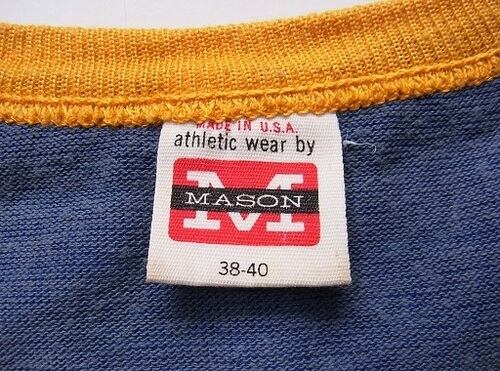 MADE IN U.S.A.
athletic wear by
M
MASON
38-40